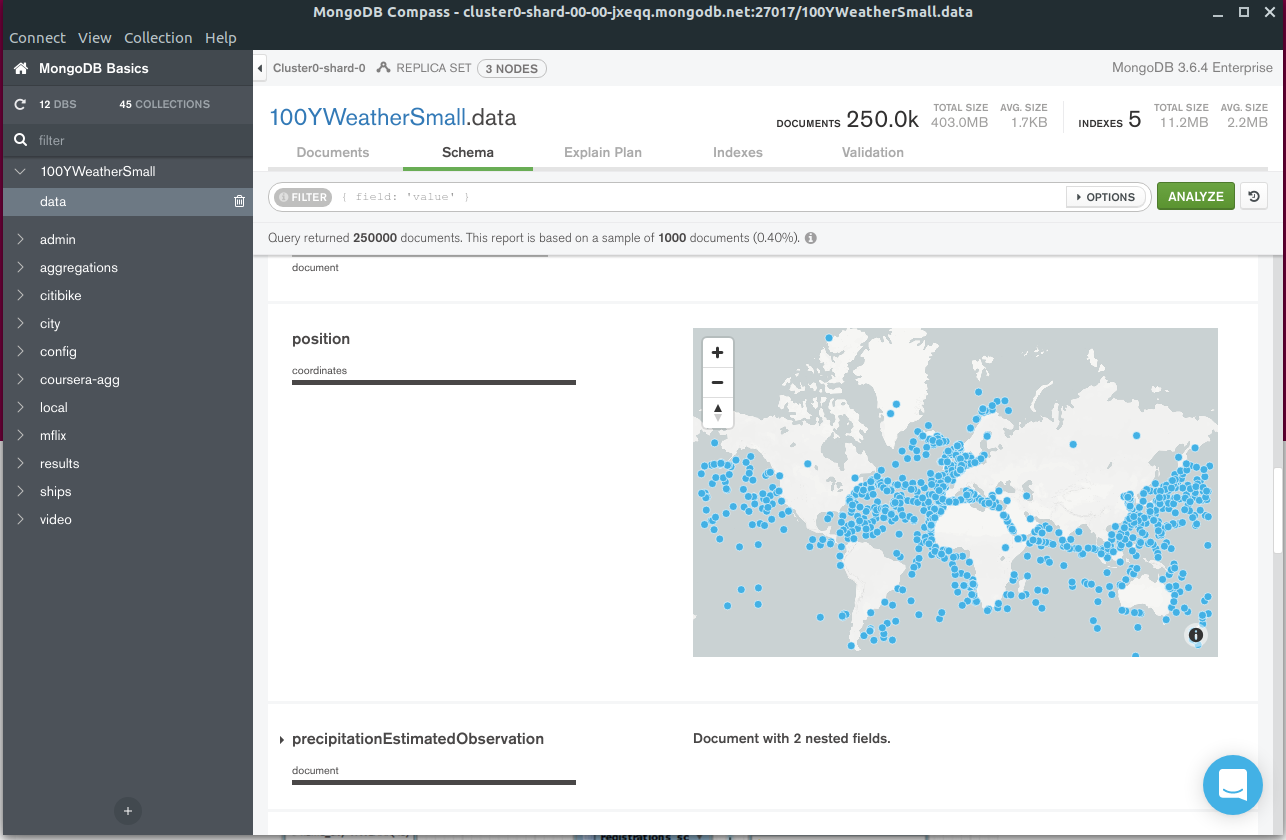 MongoDB Compass - cluster0-shard-00-00-jxeqq.mongodb.net:27017/100YWeatherSmall.data
Connect View Collection Help
MongoDB Basics
12 DBS 45 COLLECTIONS
filter
100YWeatherSmall
data
admin
aggregations
citibike
city
config
coursera-agg
local
mflix
results
ships
video
+
Cluster0-shard-0 REPLICA SET 3 NODES MongoDB 3.6.4 Enterprise
100YWeatherSmall.data
DOCUMENTS 250.0k TOTAL SIZE 403.0MB AVG. SIZE 1.7KB INDEXES 5 TOTAL SIZE 11.2MB AVG. SIZE 2.2MB
Documents Schema Explain Plan Indexes Validation
FILTER { field: 'value' } OPTIONS ANALYZE
Query returned 250000 documents. This report is based on a sample of 1000 documents (0.40%).
document
position
coordinates
precipitationEstimatedObservation Document with 2 nested fields.
document